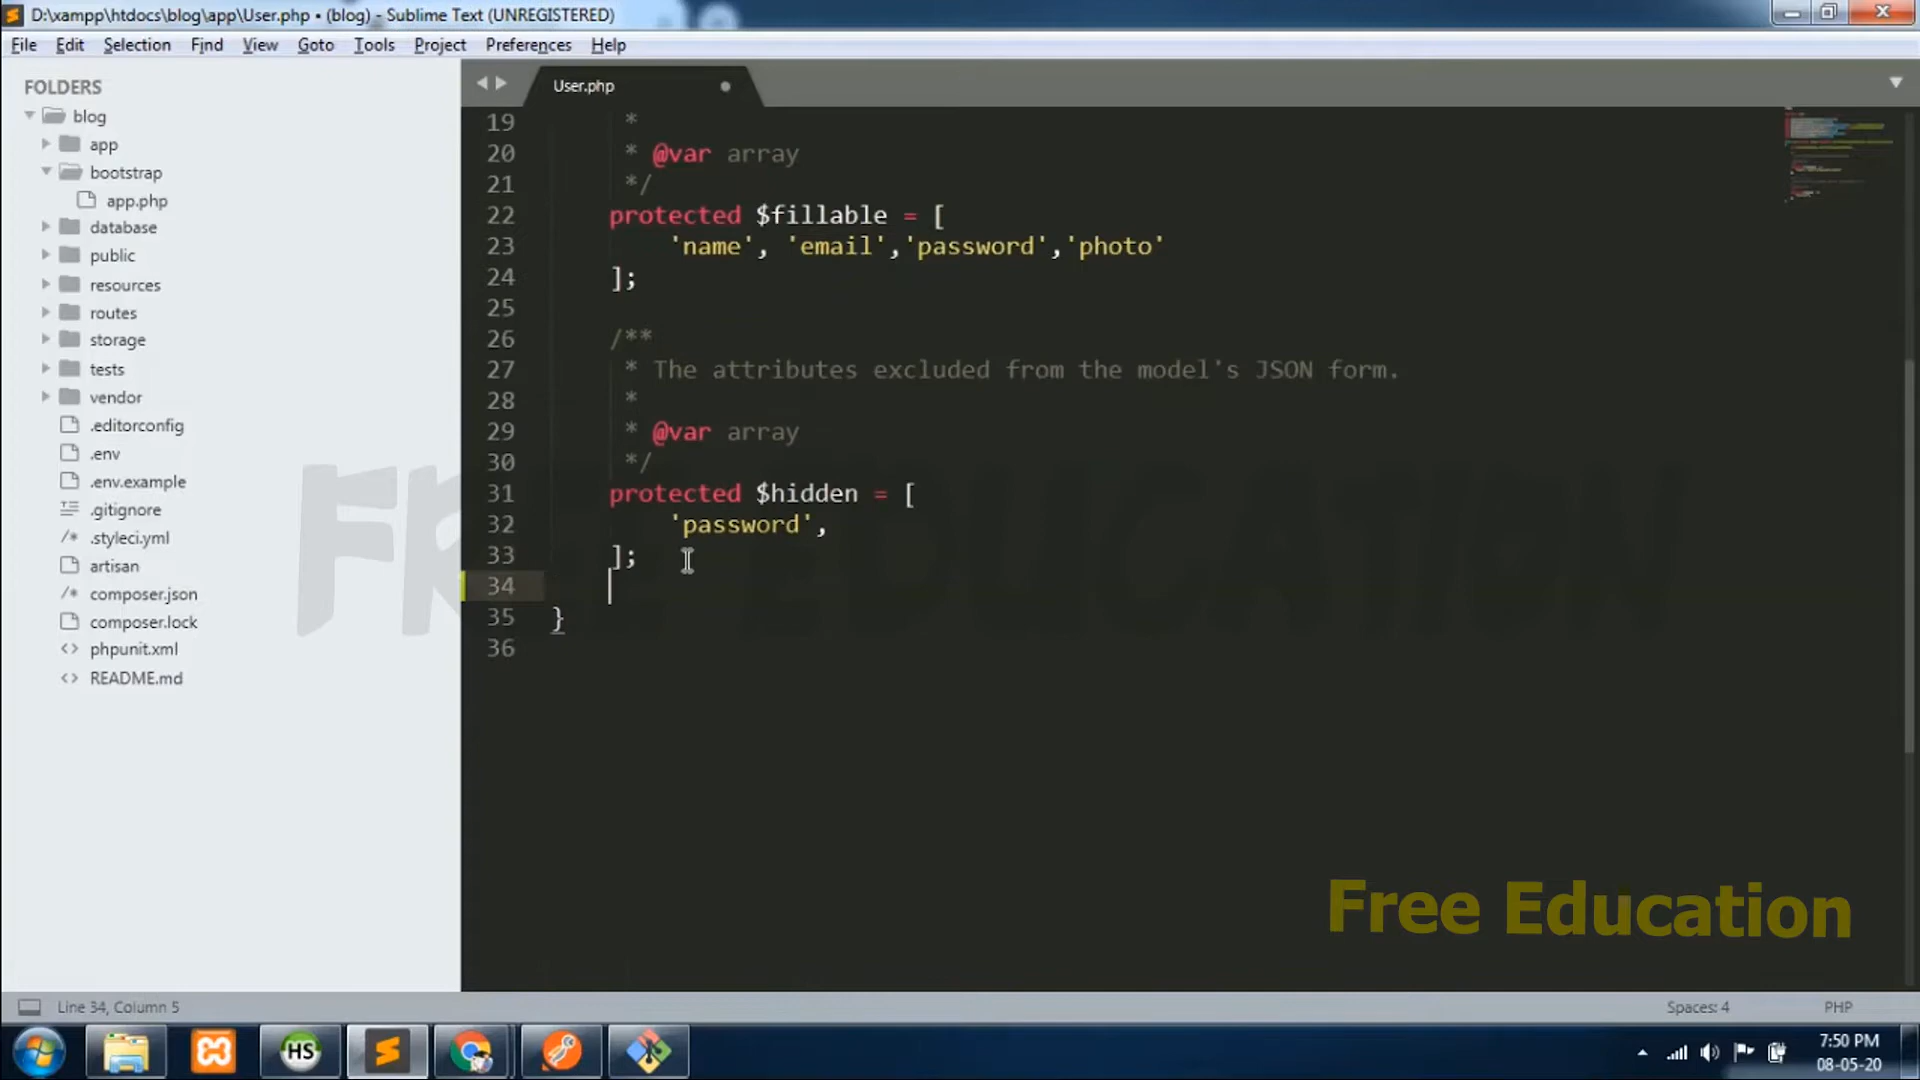 D:\xampp\htdocs\blog\app\User.php • (blog) - Sublime Text (UNREGISTERED)
File Edit Selection Find View Goto Tools Project Preferences Help
FOLDERS
blog
app
bootstrap
app.php
database
public
resources
routes
storage
tests
vendor
.editorconfig
.env
.env.example
.gitignore
.styleci.yml
artisan
composer.json
composer.lock
phpunit.xml
README.md
User.php
19 *
20 * @var array
21 */
22 protected $fillable = [
23 'name', 'email','password','photo'
24 ];
25
26 /**
27 * The attributes excluded from the model's JSON form.
28 *
29 * @var array
30 */
31 protected $hidden = [
32 'password',
33 ];
34
35 }
36
FREE EDUCATION
Free Education
Line 34, Column 5 Spaces: 4 PHP
HS
7:50 PM
08-05-20